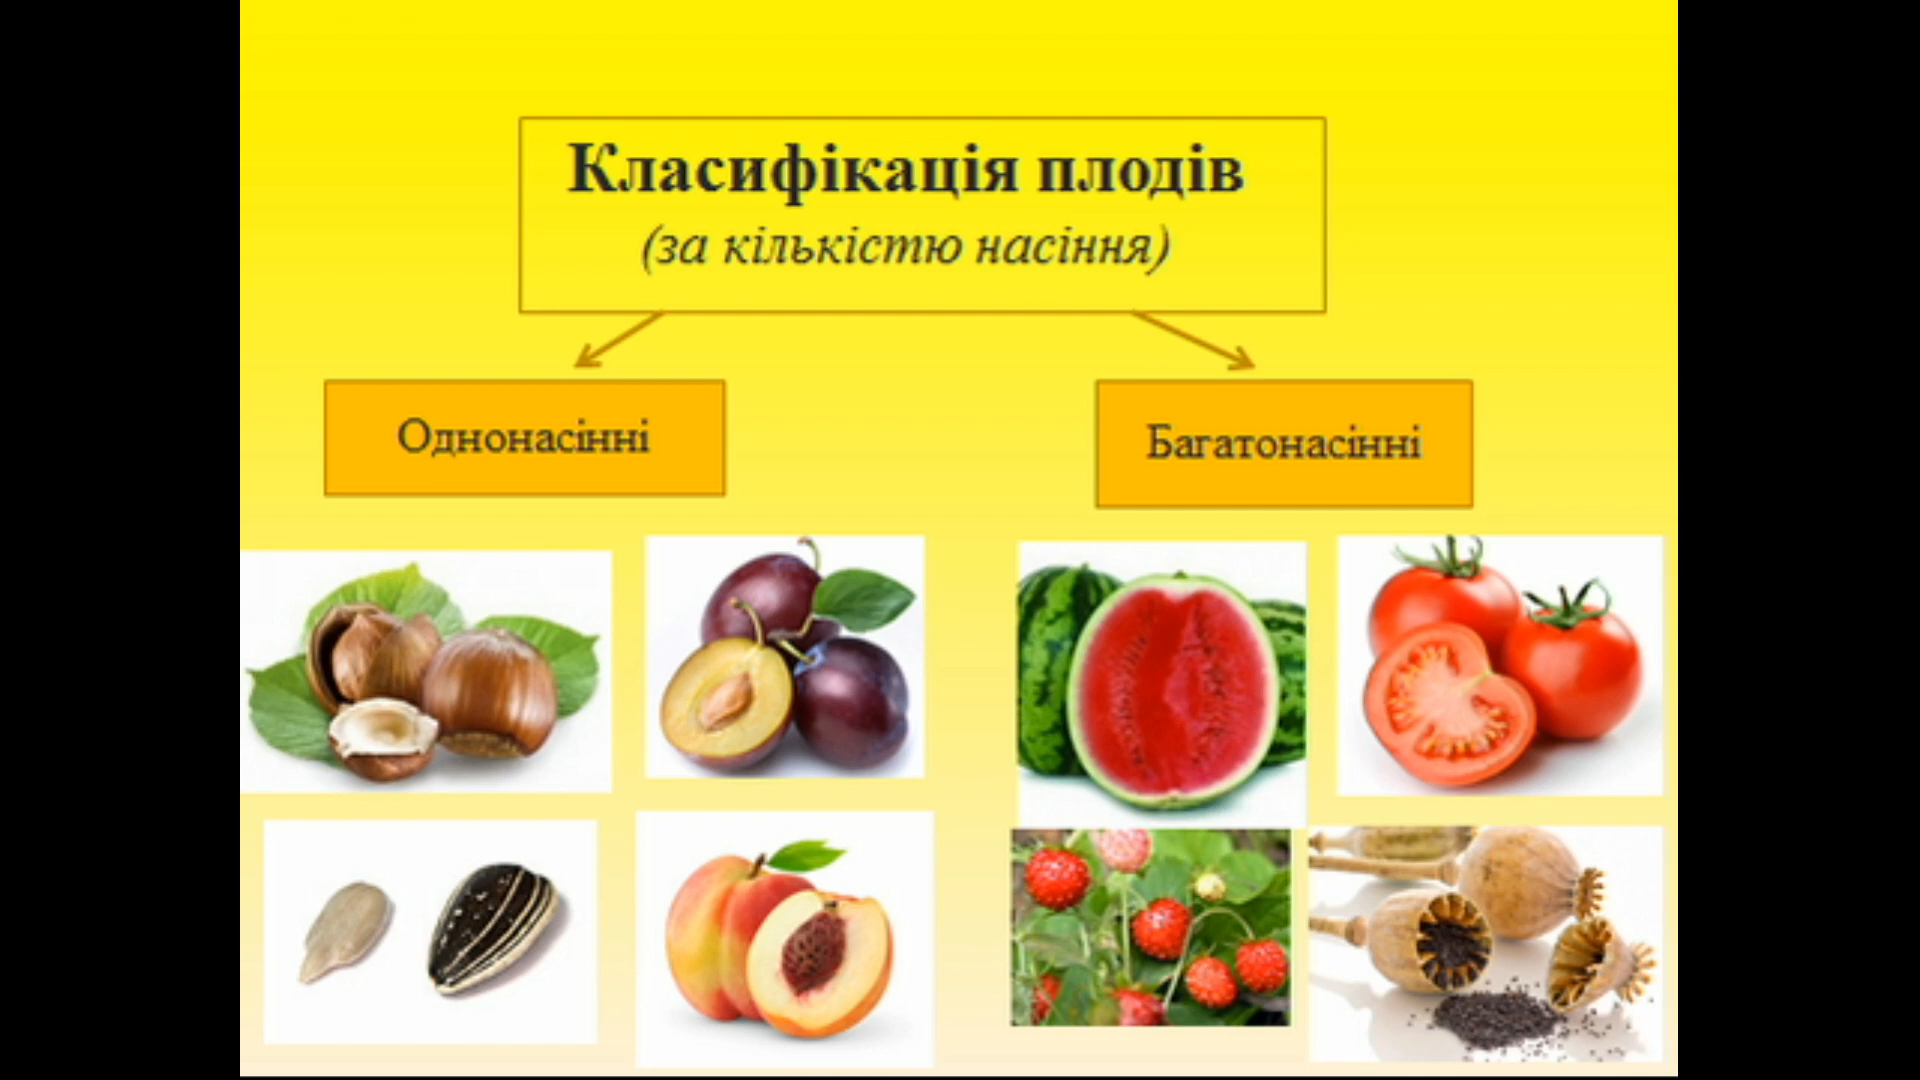 Класифікація плодів
(за кількістю насіння)
Однонасінні
Багатонасінні